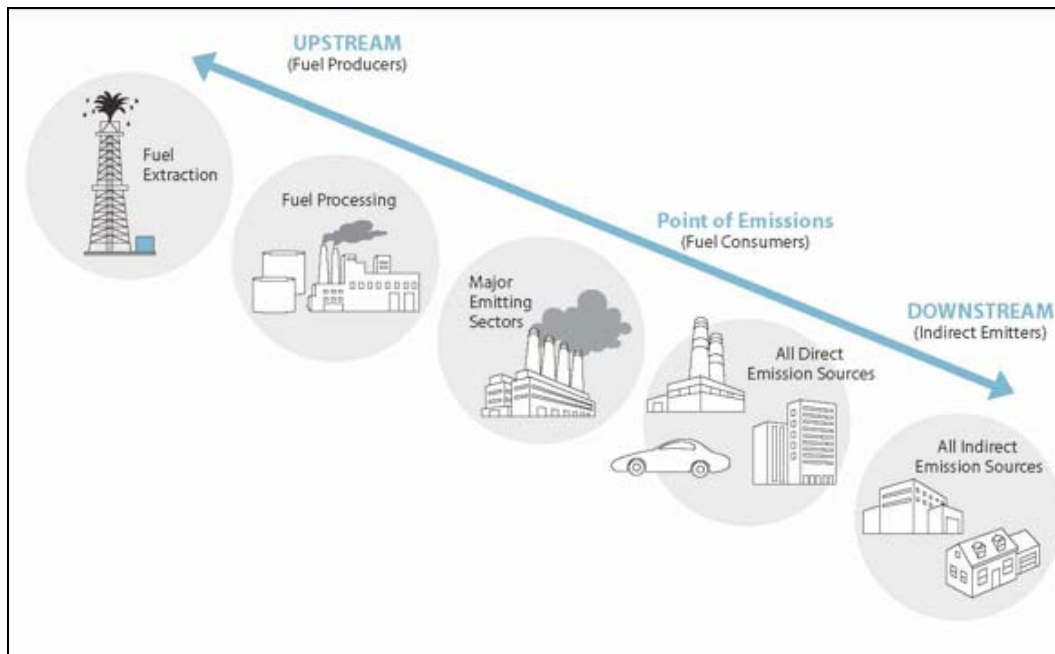 UPSTREAM
(Fuel Producers)
Fuel
Extraction
Fuel Processing
Point of Emissions
(Fuel Consumers)
Major
Emitting
Sectors
DOWNSTREAM
(Indirect Emitters)
All Direct
Emission Sources
All Indirect
Emission Sources